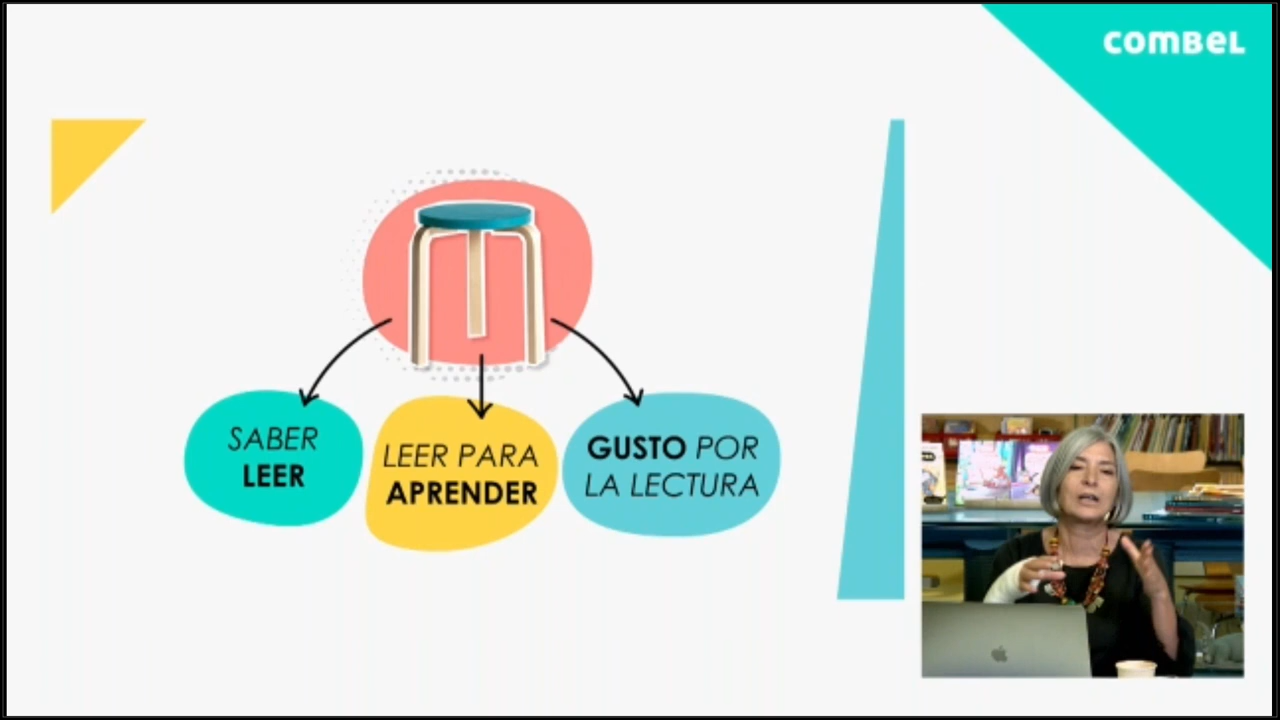 COMBEL
SABER
LEER
LEER PARA
APRENDER
GUSTO POR
LA LECTURA